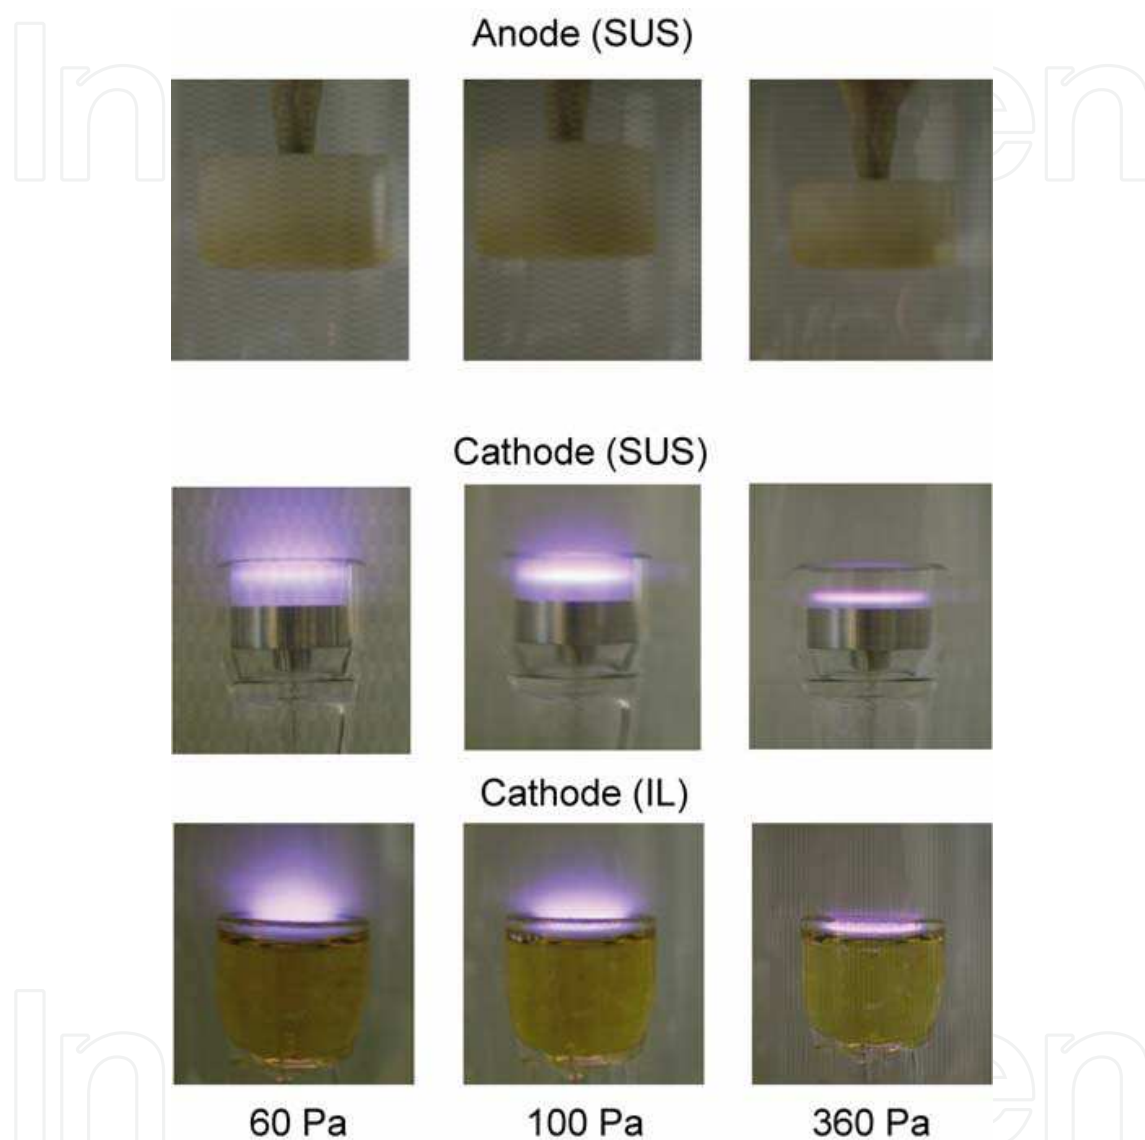 Anode (SUS)
Cathode (SUS)
Cathode (IL)
60 Pa
100 Pa
360 Pa